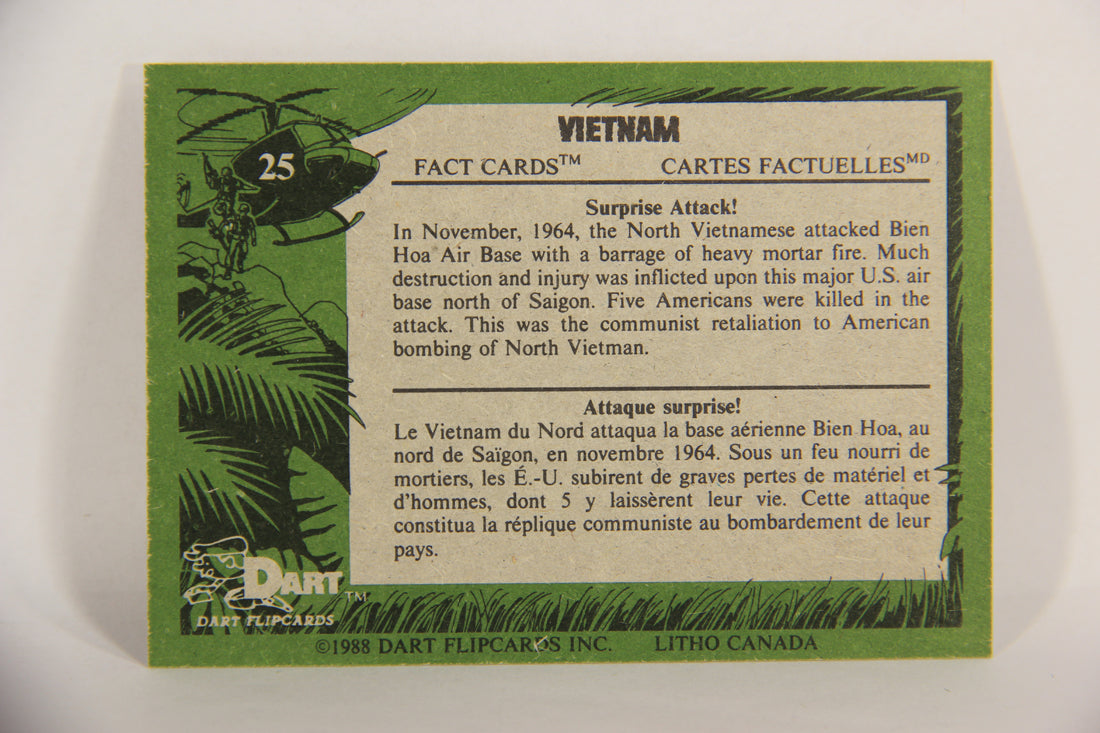 25
VIETNAM
FACT CARDS™ CARTES FACTUELLESMD
Surprise Attack!
In November, 1964, the North Vietnamese attacked Bien
Hoa Air Base with a barrage of heavy mortar fire. Much
destruction and injury was inflicted upon this major U.S. air
base north of Saigon. Five Americans were killed in the
attack. This was the communist retaliation to American
bombing of North Vietman.
Attaque surprise!
Le Vietnam du Nord attaqua la base aérienne Bien Hoa, au
nord de Saïgon, en novembre 1964. Sous un feu nourri de
mortiers, les É.-U. subirent de graves pertes de matériel et
d'hommes, dont 5 y laissèrent leur vie. Cette attaque
constitua la réplique communiste au bombardement de leur
pays.
DART™
DART FLIPCARDS
©1988 DART FLIPCARDS INC. LITHO CANADA